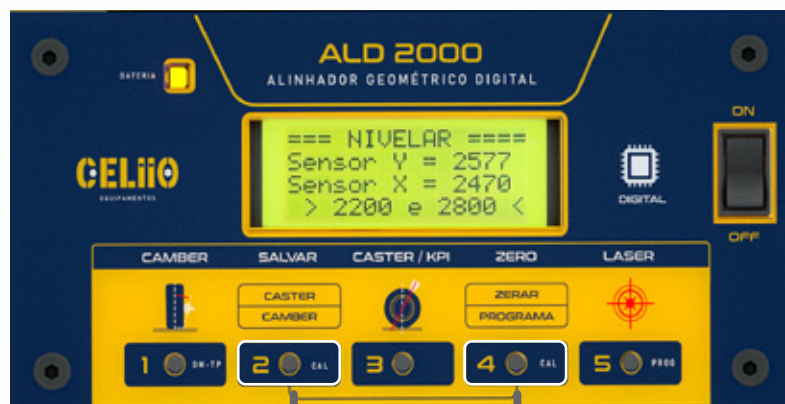 ALD 2000
ALINHADOR GEOMÉTRICO DIGITAL
BATERIA
ON
=== NIVELAR ====
Sensor Y = 2577
Sensor X = 2470
> 2200 e 2800 <
CELiiO
EQUIPAMENTOS
DIGITAL
OFF
CAMBER SALVAR CASTER / KPI ZERO LASER
CASTER
CAMBER
ZERAR
PROGRAMA
1 DM-TP 2 CAL 3 4 CAL 5 PROG